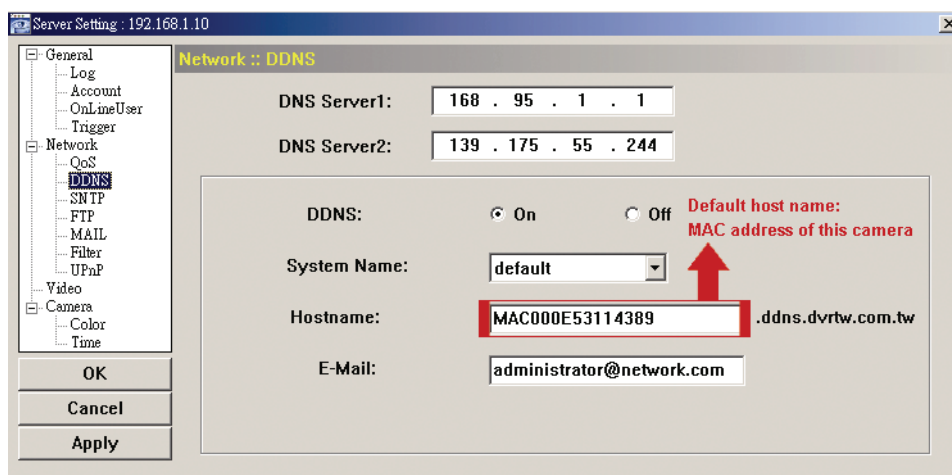 Server Setting : 192.168.1.10
General
Log
Account
OnLineUser
Trigger
Network
QoS
DDNS
SNTP
FTP
MAIL
Filter
UPnP
Video
Camera
Color
Time
OK
Cancel
Apply
Network :: DDNS
DNS Server1: 168 . 95 . 1 . 1
DNS Server2: 139 . 175 . 55 . 244
DDNS: On Off
Default host name:
MAC address of this camera
System Name: default
Hostname: MAC000E53114389 .ddns.dvrtw.com.tw
E-Mail: administrator@network.com